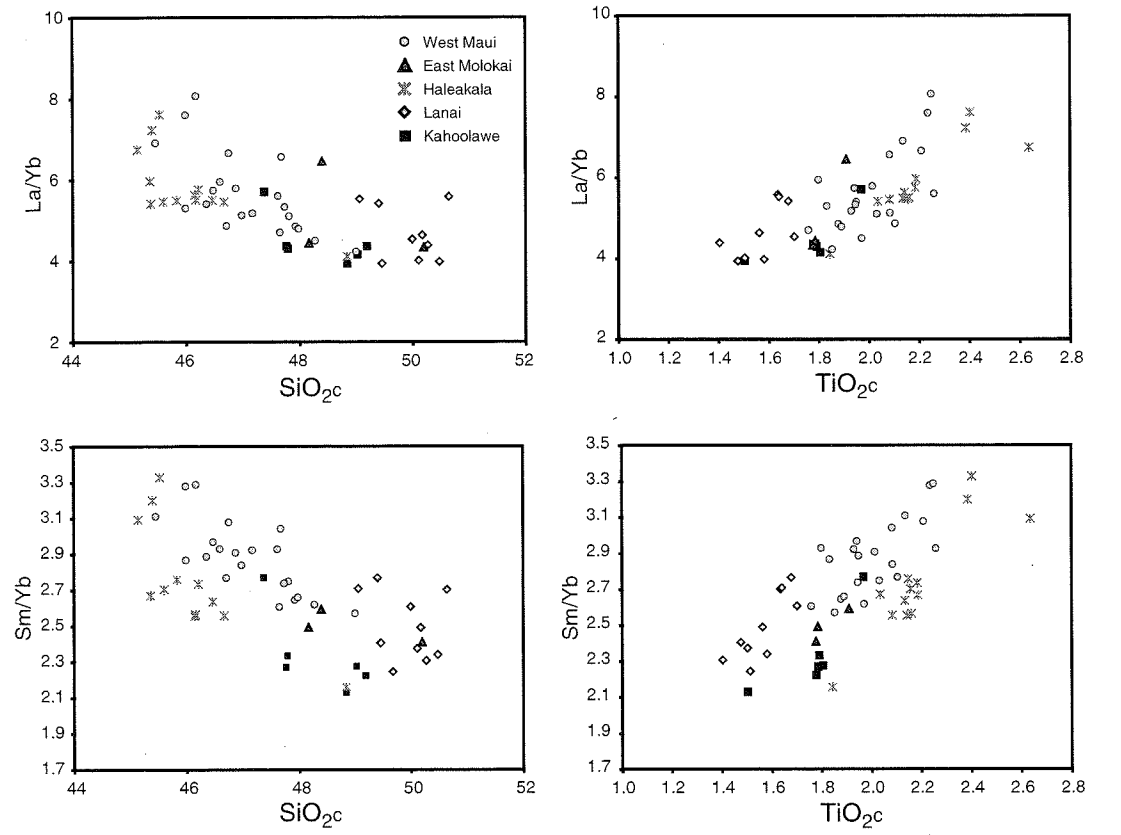 10
8
6
4
2
La/Yb
West Maui
East Molokai
Haleakala
Lanai
Kahoolawe
44 46 48 50 52
SiO2c
10
8
6
4
2
La/Yb
1.0 1.2 1.4 1.6 1.8 2.0 2.2 2.4 2.6 2.8
TiO2c
3.5
3.3
3.1
2.9
2.7
2.5
2.3
2.1
1.9
1.7
Sm/Yb
44 46 48 50 52
SiO2c
3.5
3.3
3.1
2.9
2.7
2.5
2.3
2.1
1.9
1.7
Sm/Yb
1.0 1.2 1.4 1.6 1.8 2.0 2.2 2.4 2.6 2.8
TiO2c